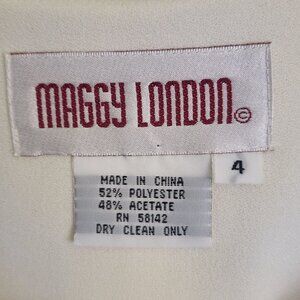 MAGGY LONDON©
4
MADE IN CHINA
52% POLYESTER
48% ACETATE
RN 58142
DRY CLEAN ONLY